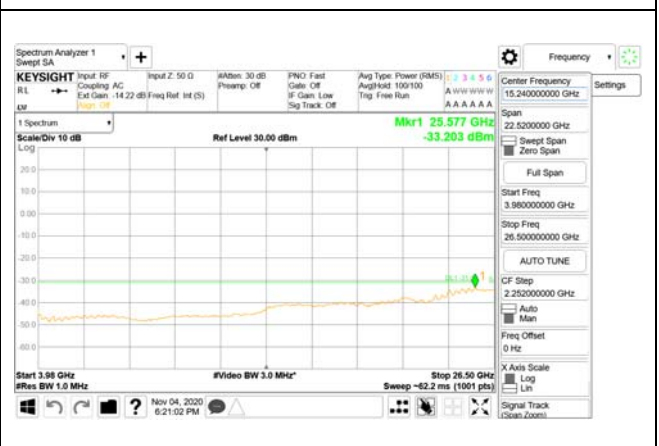 Spectrum Analyzer 1
Swept SA
Frequency
Settings
KEYSIGHT
RL
Input: RF
Coupling: AC
Ext Gain: -14.22 dB
Align: Off
Input Z: 50 Ω
Freq Ref: Int (S)
#Atten: 30 dB
Preamp: Off
PNO: Fast
Gate: Off
IF Gain: Low
Sig Track: Off
Avg Type: Power (RMS)
Avg|Hold: 100/100
Trig: Free Run
1 2 3 4 5 6
A W W W W W
A A A A A A
1 Spectrum
Scale/Div 10 dB
Log
Ref Level 30.00 dBm
Mkr1 25.577 GHz
-33.203 dBm
20.0
10.0
0.00
-10.0
-20.0
-30.0
-40.0
-50.0
-60.0
1
Start 3.98 GHz
#Res BW 1.0 MHz
#Video BW 3.0 MHz*
Stop 26.50 GHz
Sweep ~62.2 ms (1001 pts)
Nov 04, 2020
6:21:02 PM
Center Frequency
15.240000000 GHz
Span
22.5200000 GHz
Swept Span
Zero Span
Full Span
Start Freq
3.980000000 GHz
Stop Freq
26.500000000 GHz
AUTO TUNE
CF Step
2.252000000 GHz
Auto
Man
Freq Offset
0 Hz
X Axis Scale
Log
Lin
Signal Track
(Span Zoom)